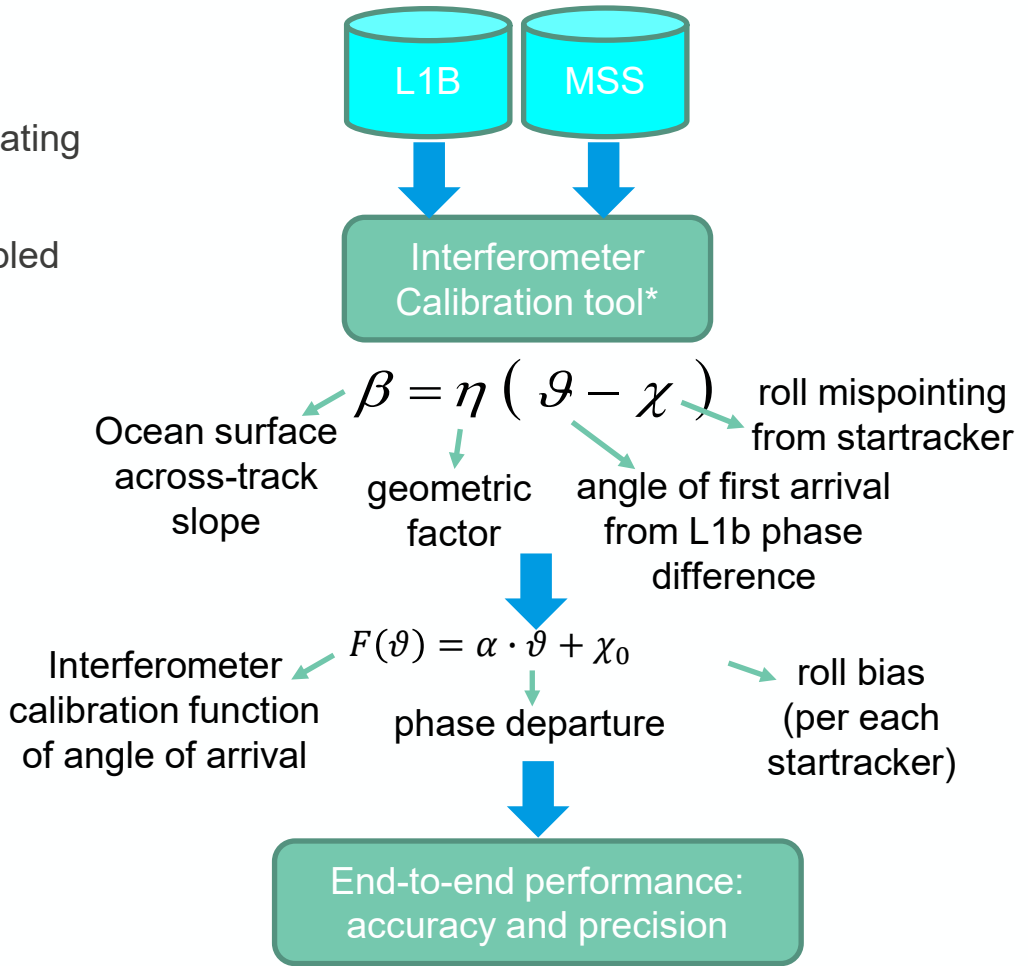 L1B
MSS
ating
oled
Interferometer
Calibration tool*
β = η ( ϑ − χ )
roll mispointing
from startracker
Ocean surface
across-track
slope
geometric
factor
angle of first arrival
from L1b phase
difference
F(ϑ) = α · ϑ + χ₀
Interferometer
calibration function
of angle of arrival
phase departure
roll bias
(per each
startracker)
End-to-end performance:
accuracy and precision